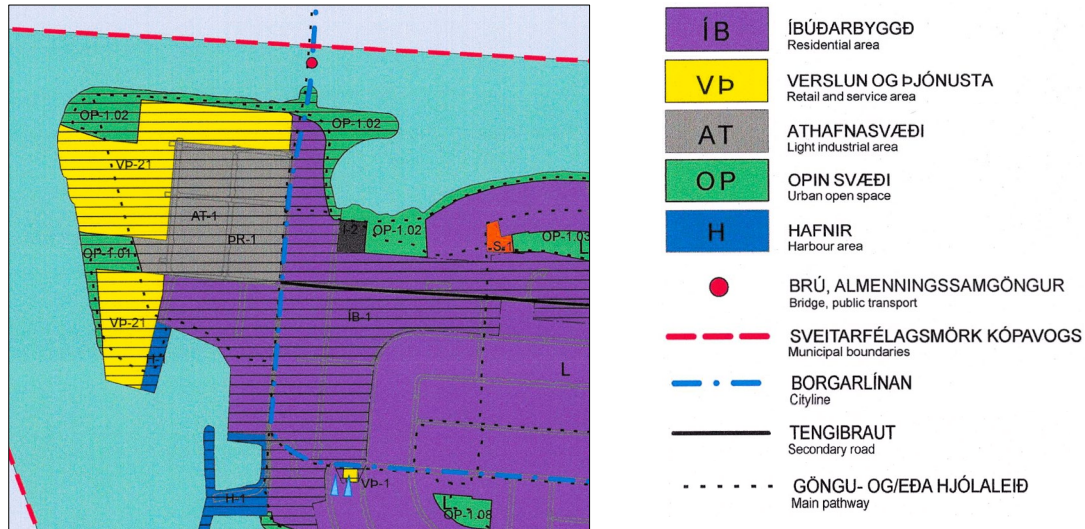 OP-1.02
OP-1.02
VÞ-21
AT-1
I-2
OP-1.02
S-1
OP-1.03
L
ÞR-1
OP-1.01
VÞ-21
ÍB-1
H-1
L
VÞ-1
H-1
L
OP-1.08
ÍB
ÍBÚÐARBYGGÐ
Residential area
VÞ
VERSLUN OG ÞJÓNUSTA
Retail and service area
AT
ATHAFNASVÆÐI
Light industrial area
OP
OPIN SVÆÐI
Urban open space
H
HAFNIR
Harbour area
BRÚ, ALMENNINGSSAMGÖNGUR
Bridge, public transport
SVEITARFÉLAGSMÖRK KÓPAVOGS
Municipal boundaries
BORGARLÍNAN
Cityline
TENGIBRAUT
Secondary road
GÖNGU- OG/EÐA HJÓLALEIÐ
Main pathway